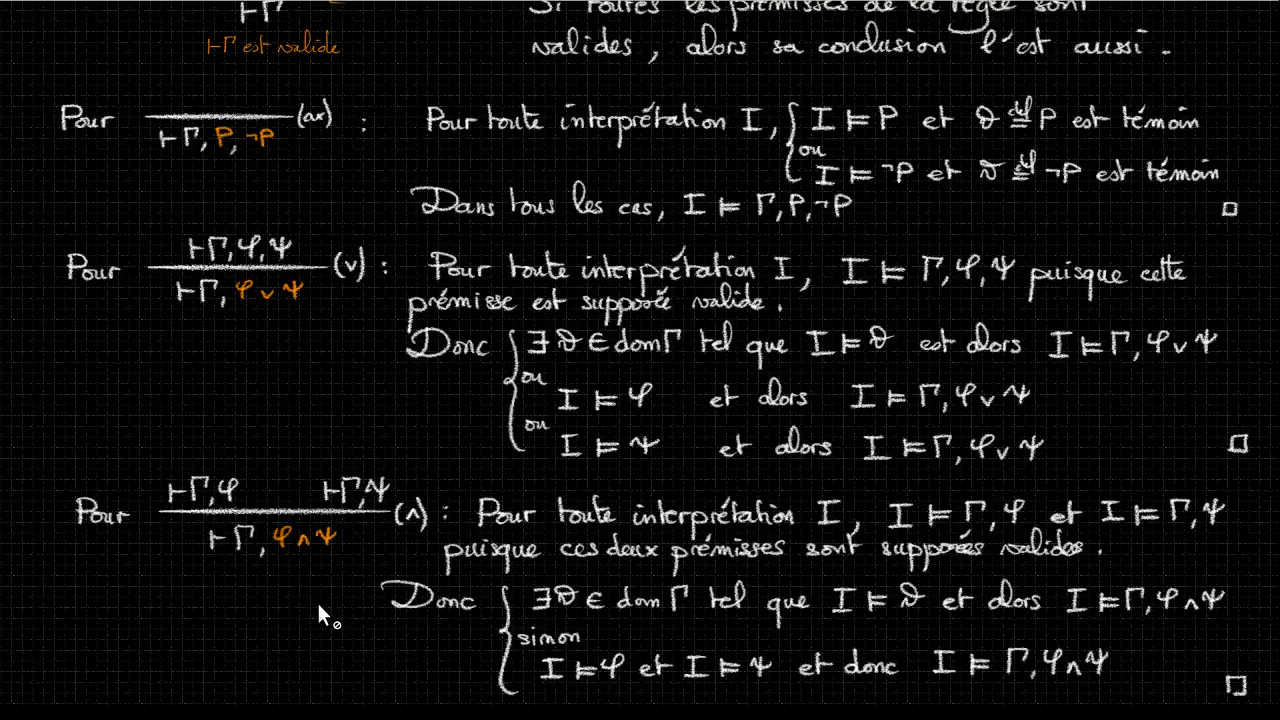 ⊢Γ
Si toutes les prémisses de la règle sont
⊢Γ est valide
valides, alors sa conclusion l'est aussi.
Pour ⊢Γ, P, ¬P (ax) : Pour toute interprétation I, { I ⊨ P et ϑ ≝ P est témoin
ou
I ⊨ ¬P et ϑ ≝ ¬P est témoin
Dans tous les cas, I ⊨ Γ, P, ¬P □
⊢Γ, φ, ψ
Pour (∨) : Pour toute interprétation I, I ⊨ Γ, φ, ψ puisque cette
⊢Γ, φ ∨ ψ
prémisse est supposée valide.
Donc { ∃ϑ ∈ dom Γ tel que I ⊨ ϑ est alors I ⊨ Γ, φ ∨ ψ
ou
I ⊨ φ et alors I ⊨ Γ, φ ∨ ψ
ou
I ⊨ ψ et alors I ⊨ Γ, φ ∨ ψ □
⊢Γ, φ ⊢Γ, ψ
Pour (∧) : Pour toute interprétation I, I ⊨ Γ, φ et I ⊨ Γ, ψ
⊢Γ, φ ∧ ψ
puisque ces deux prémisses sont supposés valides.
Donc { ∃ϑ ∈ dom Γ tel que I ⊨ ϑ et alors I ⊨ Γ, φ ∧ ψ
sinon
I ⊨ φ et I ⊨ ψ et donc I ⊨ Γ, φ ∧ ψ □